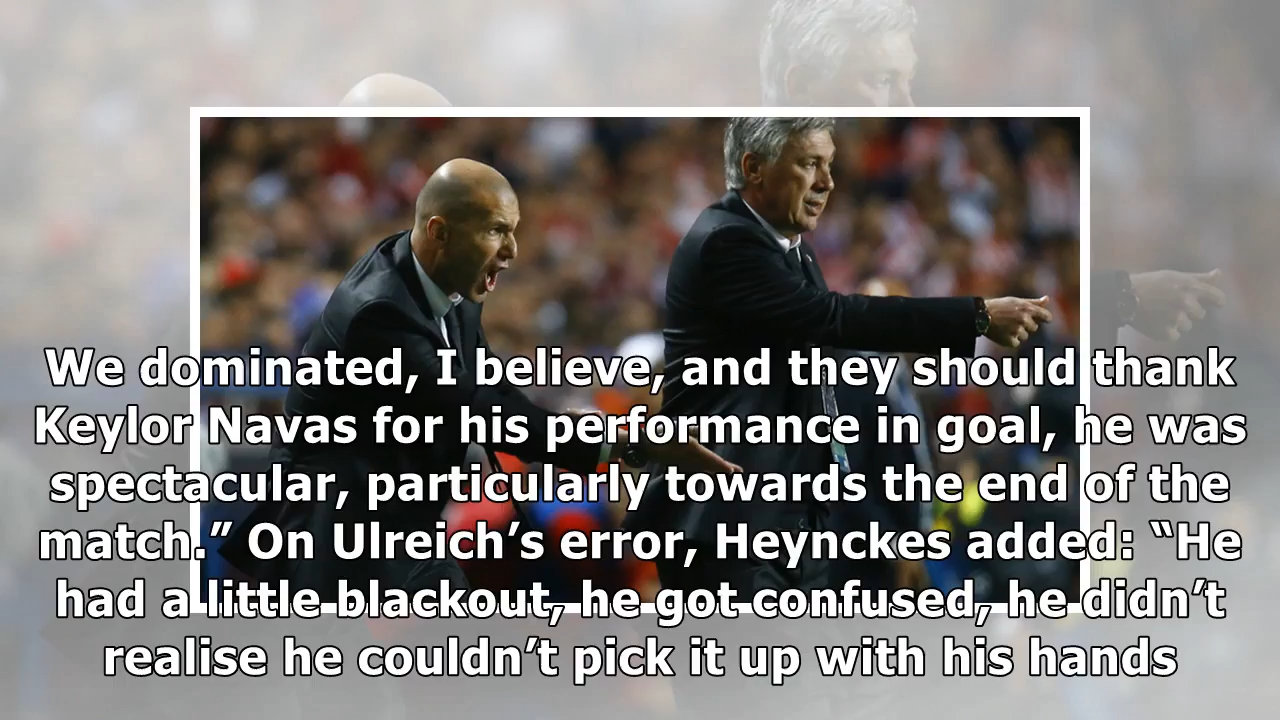 We dominated, I believe, and they should thank
Keylor Navas for his performance in goal, he was
spectacular, particularly towards the end of the
match.” On Ulreich’s error, Heynckes added: “He
had a little blackout, he got confused, he didn’t
realise he couldn’t pick it up with his hands